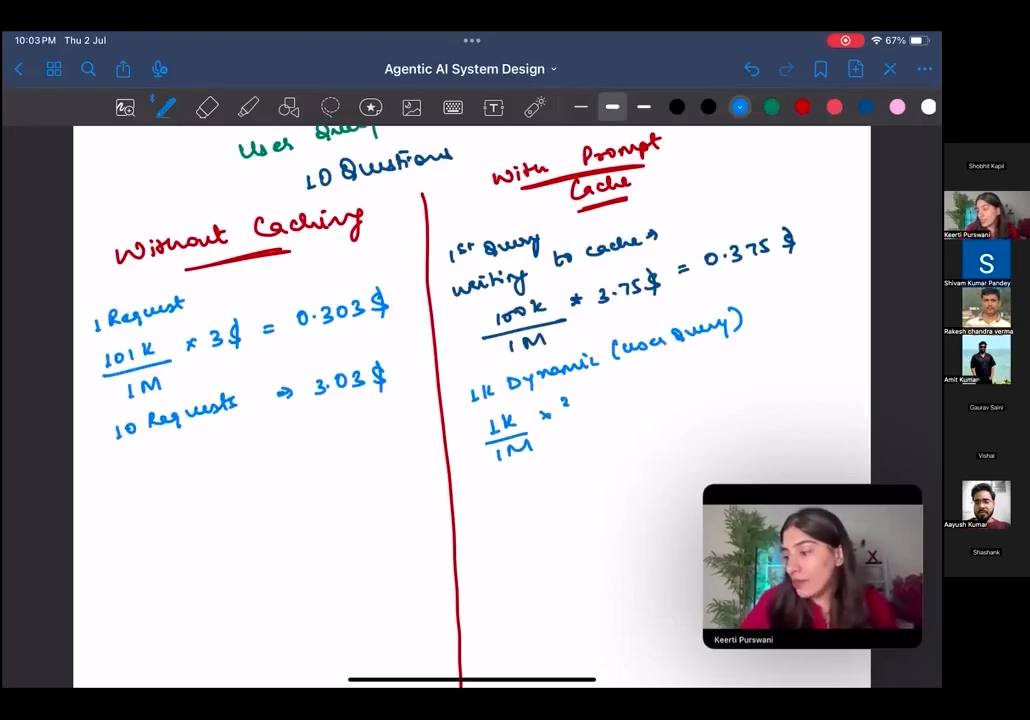 10:03 PM Thu 2 Jul
67%
Agentic AI System Design
User Query
10 Questions
Without Caching
1 Request
101K / 1M * 3$ = 0.303 $
10 Requests => 3.03 $
With Prompt
Cache
1st Query
writing to cache →
100K / 1M * 3.75$ = 0.375 $
1K Dynamic (User Query)
1K / 1M *
Keerti Purswani
Shobhit Kapil
Keerti Purswani
S
Shivam Kumar Pandey
Rakesh chandra verma
Amit Kumar
Gaurav Saini
Vishal
Aayush Kumar
Shashank